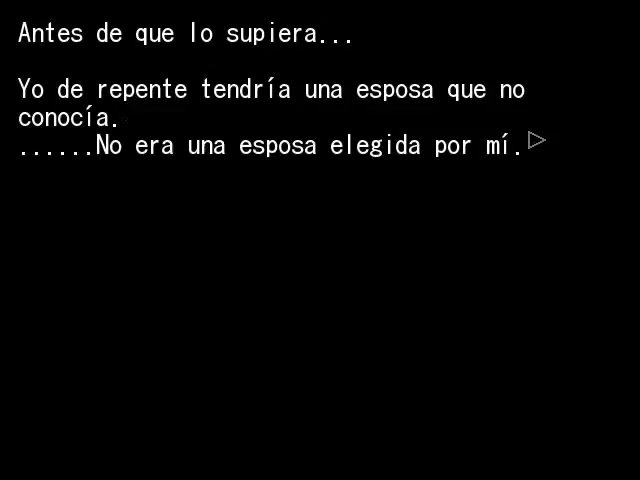 Antes de que lo supiera...
Yo de repente tendría una esposa que no
conocía.
......No era una esposa elegida por mí.